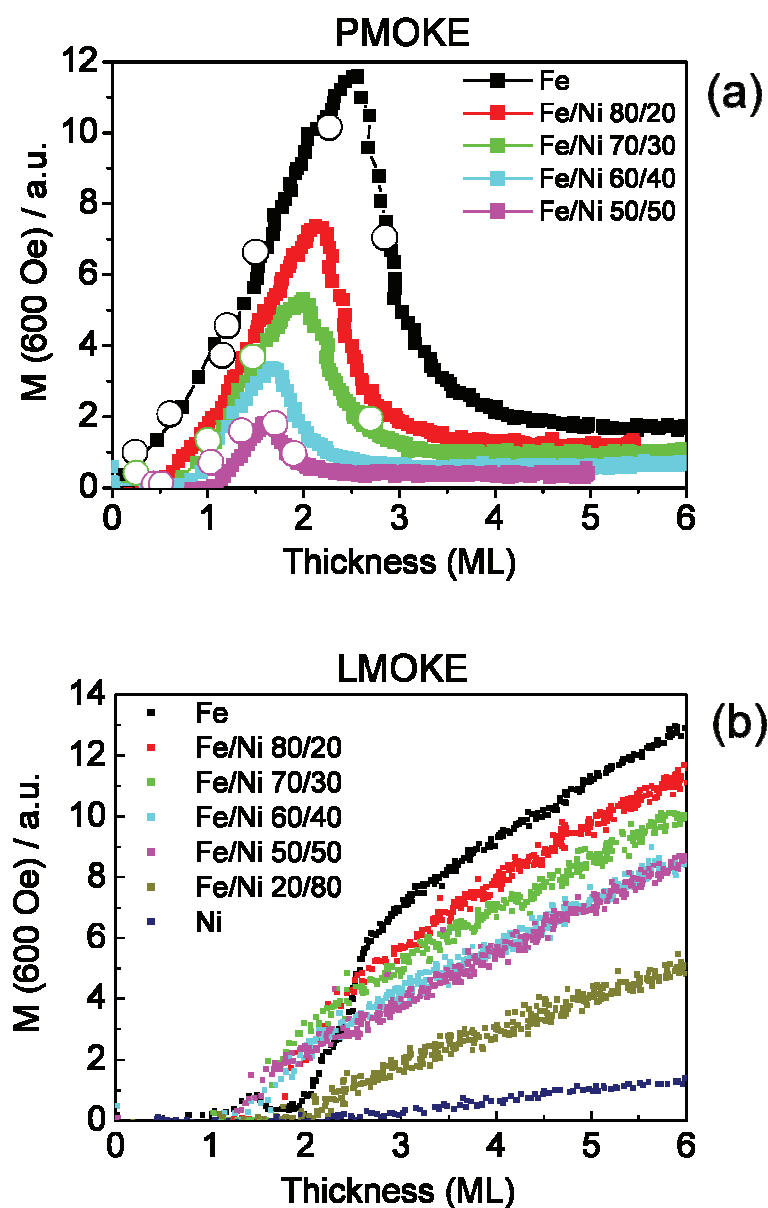 PMOKE
(a)
12
10
8
6
4
2
0
M (600 Oe) / a.u.
Fe
Fe/Ni 80/20
Fe/Ni 70/30
Fe/Ni 60/40
Fe/Ni 50/50
0 1 2 3 4 5 6
Thickness (ML)
LMOKE
(b)
14
12
10
8
6
4
2
0
M (600 Oe) / a.u.
Fe
Fe/Ni 80/20
Fe/Ni 70/30
Fe/Ni 60/40
Fe/Ni 50/50
Fe/Ni 20/80
Ni
0 1 2 3 4 5 6
Thickness (ML)